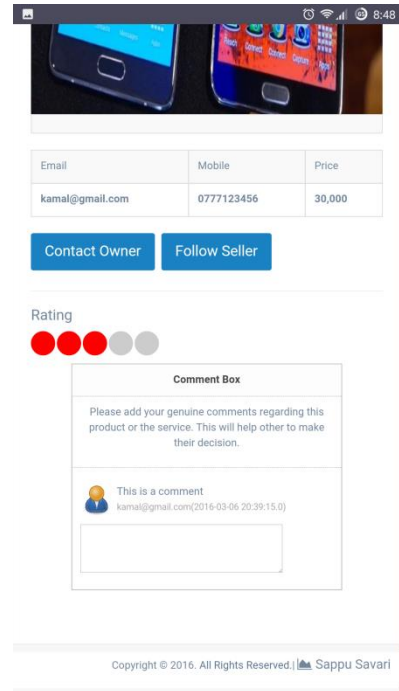 8:48
Email Mobile Price
kamal@gmail.com 0777123456 30,000
Contact Owner Follow Seller
Rating
Comment Box
Please add your genuine comments regarding this
product or the service. This will help other to make
their decision.
This is a comment
kamal@gmail.com(2016-03-06 20:39:15.0)
Copyright © 2016. All Rights Reserved.| Sappu Savari